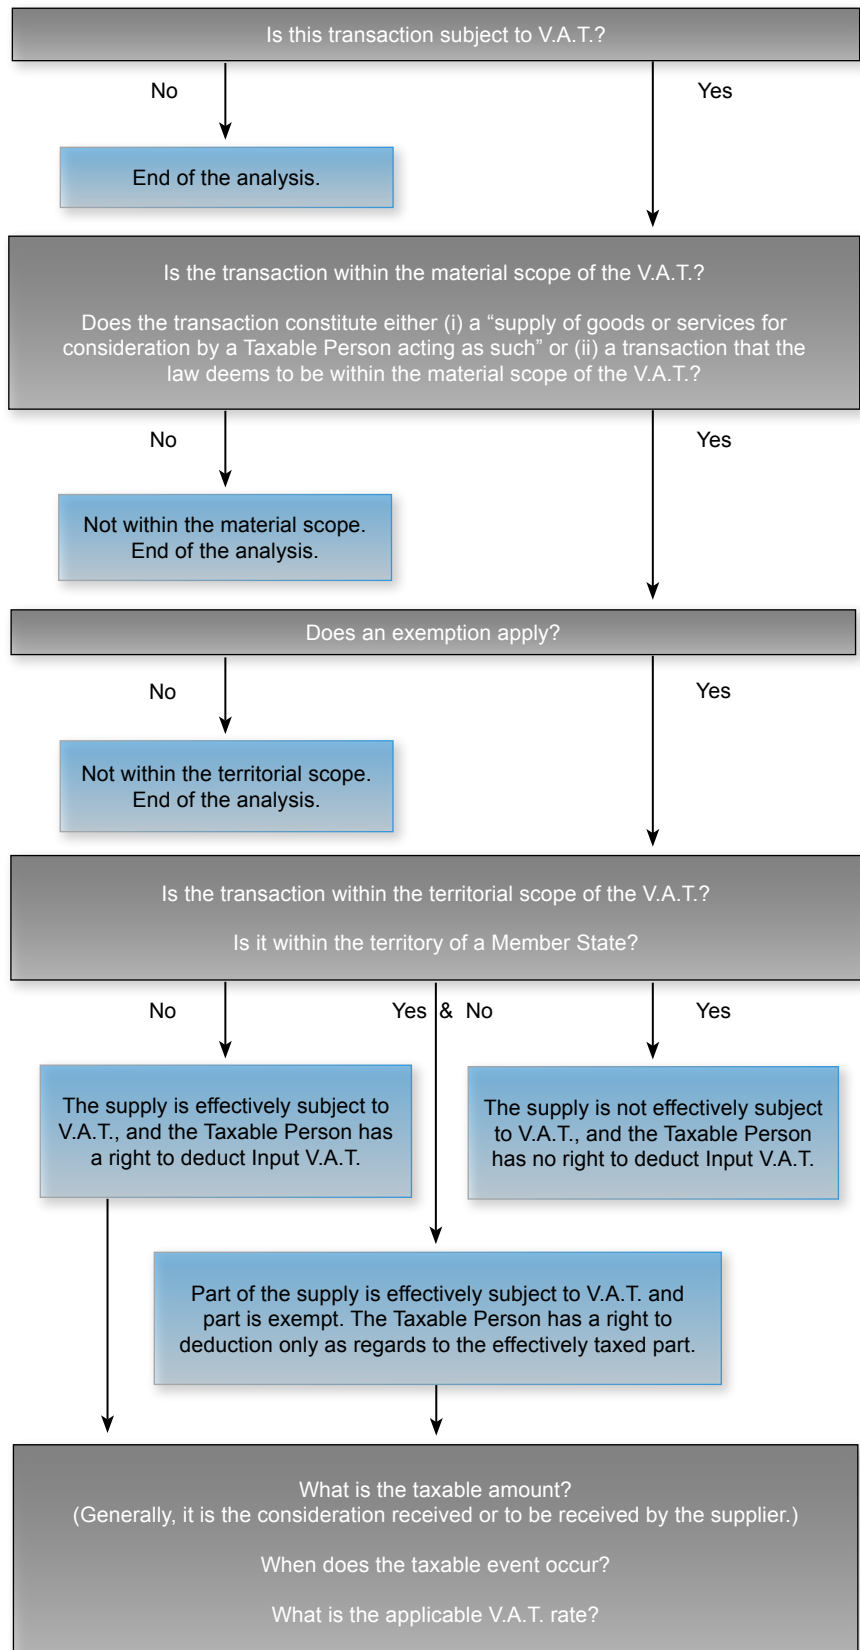 Is this transaction subject to V.A.T.?
No
Yes
End of the analysis.
Is the transaction within the material scope of the V.A.T.?
Does the transaction constitute either (i) a “supply of goods or services for
consideration by a Taxable Person acting as such” or (ii) a transaction that the
law deems to be within the material scope of the V.A.T.?
No
Yes
Not within the material scope.
End of the analysis.
Does an exemption apply?
No
Yes
Not within the territorial scope.
End of the analysis.
Is the transaction within the territorial scope of the V.A.T.?
Is it within the territory of a Member State?
No
Yes & No
Yes
The supply is effectively subject to
V.A.T., and the Taxable Person has
a right to deduct Input V.A.T.
The supply is not effectively subject
to V.A.T., and the Taxable Person
has no right to deduct Input V.A.T.
Part of the supply is effectively subject to V.A.T. and
part is exempt. The Taxable Person has a right to
deduction only as regards to the effectively taxed part.
What is the taxable amount?
(Generally, it is the consideration received or to be received by the supplier.)
When does the taxable event occur?
What is the applicable V.A.T. rate?